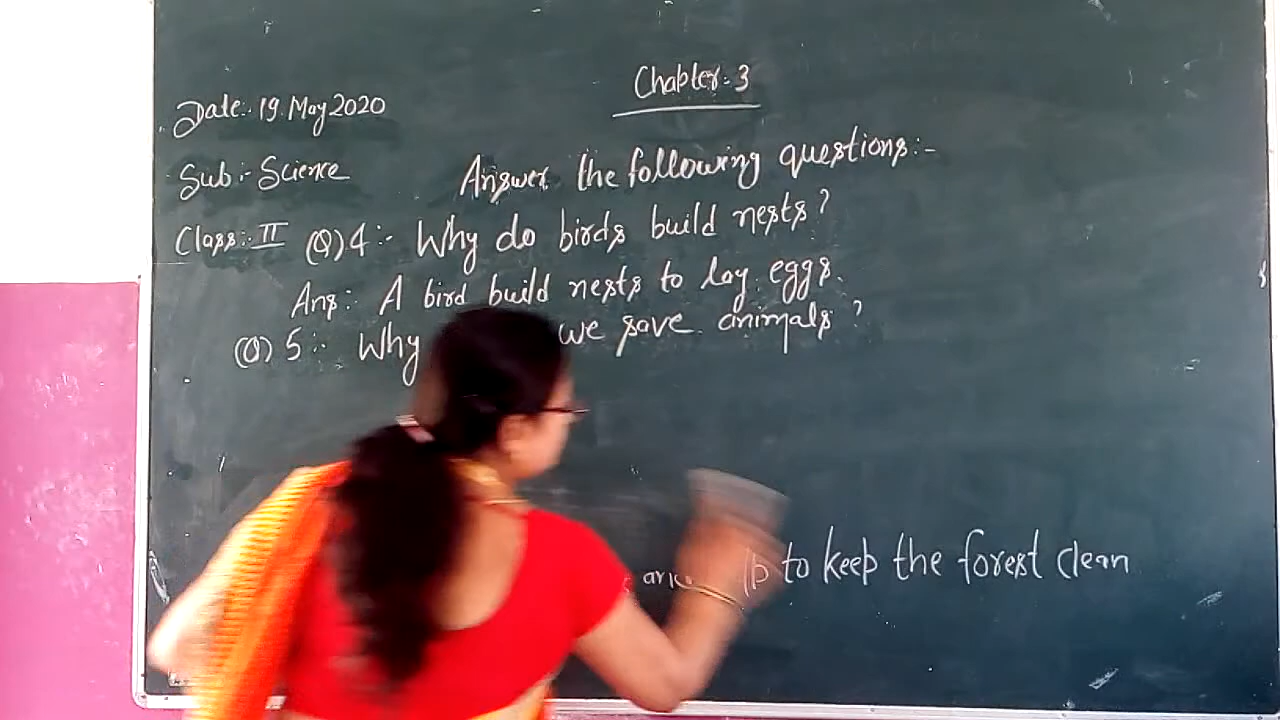 Chapter:- 3
Date:- 19. May 2020
Sub:- Science
Answer the following questions:-
Class:- II (Q) 4:- Why do birds build nests?
Ans:- A bird build nests to lay eggs.
(Q) 5:- Why we save animals?
to keep the forest clean